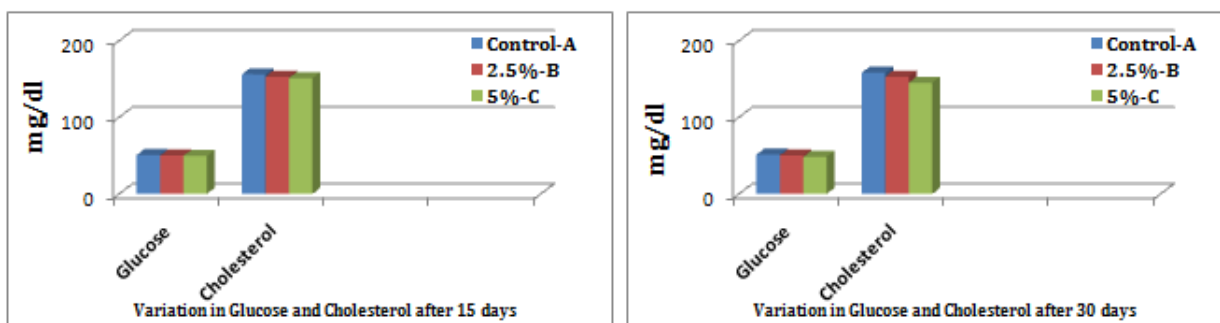 200
100
0
mg/dl
Control-A
2.5%-B
5%-C
Glucose
Cholesterol
Variation in Glucose and Cholesterol after 15 days
200
100
0
mg/dl
Control-A
2.5%-B
5%-C
Glucose
Cholesterol
Variation in Glucose and Cholesterol after 30 days